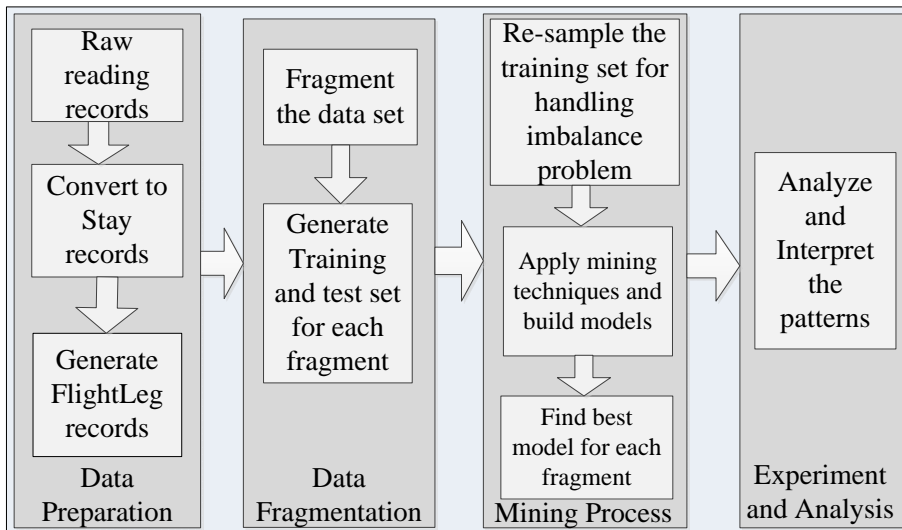 Raw
reading
records
Convert to
Stay
records
Generate
FlightLeg
records
Data
Preparation
Fragment
the data set
Generate
Training
and test set
for each
fragment
Data
Fragmentation
Re-sample the
training set for
handling
imbalance
problem
Apply mining
techniques and
build models
Find best
model for each
fragment
Mining Process
Analyze
and
Interpret
the
patterns
Experiment
and Analysis